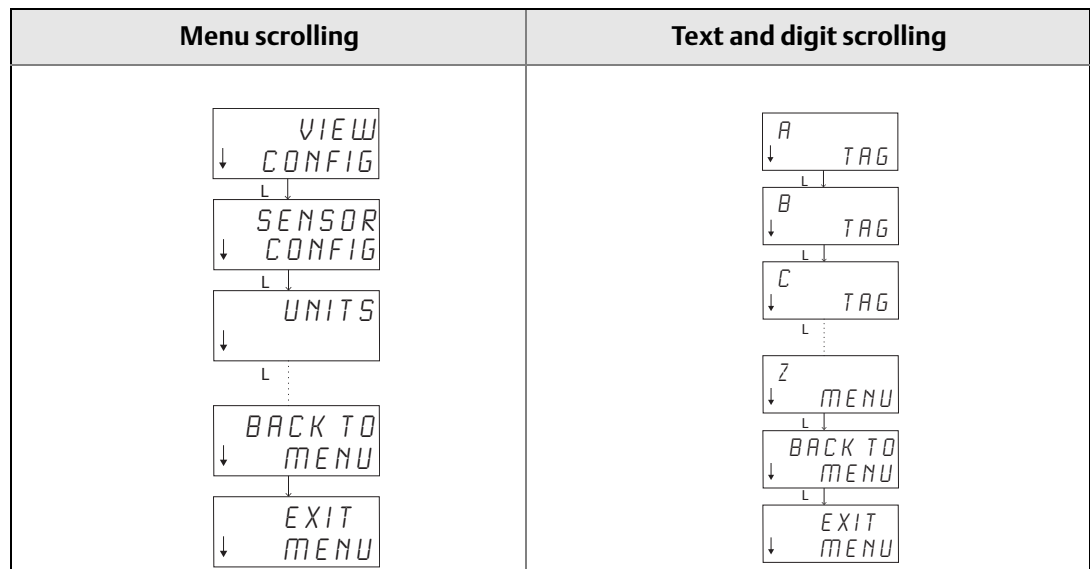 Menu scrolling
VIEW
↓ CONFIG
L
SENSOR
↓ CONFIG
L
UNITS
↓
L
BACK TO
↓ MENU
EXIT
↓ MENU
Text and digit scrolling
A
↓ TAG
L
B
↓ TAG
L
C
↓ TAG
L
Z
↓ MENU
L
BACK TO
↓ MENU
L
EXIT
↓ MENU